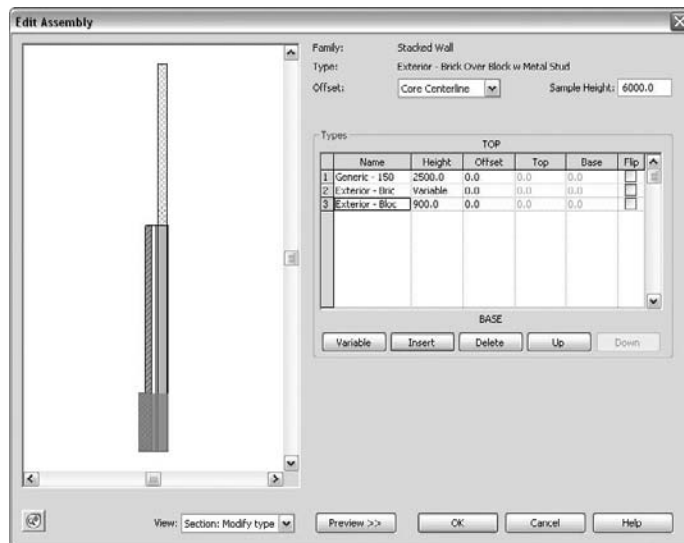 Edit Assembly
Family: Stacked Wall
Type: Exterior - Brick Over Block w Metal Stud
Offset: Core Centerline Sample Height: 6000.0
Types
TOP
Name Height Offset Top Base Flip
1 Generic - 150 2500.0 0.0 0.0 0.0
2 Exterior - Bric Variable 0.0 0.0 0.0
3 Exterior - Bloc 900.0 0.0 0.0 0.0
BASE
Variable Insert Delete Up Down
View: Section: Modify type Preview >> OK Cancel Help